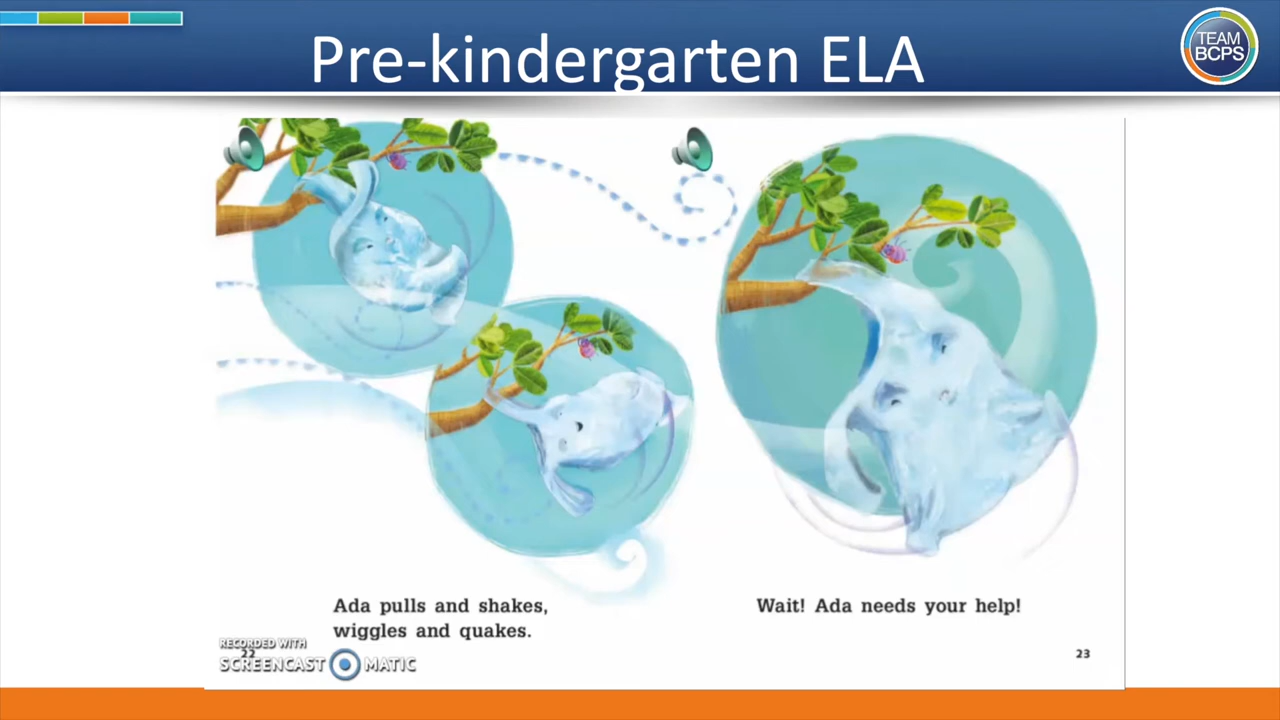 Pre-kindergarten ELA
TEAM
BCPS
Ada pulls and shakes,
wiggles and quakes.
Wait! Ada needs your help!
RECORDED WITH
22
SCREENCAST MATIC
23